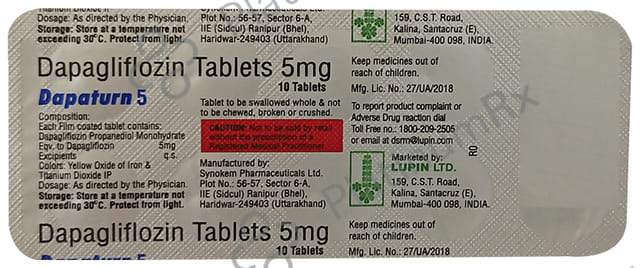 Titanium Dioxide IP
Dosage: As directed by the Physician.
Storage: Store at a temperature not
exceeding 30°C. Protect from light.
Synokem Pharmaceuticals Ltd.
Plot No.: 56-57, Sector 6-A,
IIE (Sidcul) Ranipur (Bhel),
Haridwar-249403 (Uttarakhand)
159, C.S.T. Road,
Kalina, Santacruz (E),
Mumbai-400 098, INDIA.
Dapagliflozin Tablets 5mg
10 Tablets
Dapaturn 5
Composition:
Each Film coated tablet contains:
Dapagliflozin Propanediol Monohydrate
Eqv. to Dapagliflozin 5mg
Excipients q.s.
Colors: Yellow Oxide of Iron &
Titanium Dioxide IP
Dosage: As directed by the Physician.
Storage: Store at a temperature not
exceeding 30°C. Protect from light.
Tablet to be swallowed whole & not
to be chewed, broken or crushed.
CAUTION: Not to be sold by retail
without the prescription of a
Registered Medical Practitioner.
Manufactured by:
Synokem Pharmaceuticals Ltd.
Plot No.: 56-57, Sector 6-A,
IIE (Sidcul) Ranipur (Bhel),
Haridwar-249403 (Uttarakhand)
Keep medicines out of
reach of children.
Mfg. Lic. No.: 27/UA/2018
To report product complaint or
Adverse Drug reaction dial
Toll Free no.: 1800-209-2505
or email at dsrm@lupin.com
R0
Marketed by:
LUPIN LTD.
159, C.S.T. Road,
Kalina, Santacruz (E),
Mumbai-400 098, INDIA.
Dapagliflozin Tablets 5mg
10 Tablets
Dapaturn 5
Keep medicines out of
reach of children.
Mfg. Lic. No.: 27/UA/2018